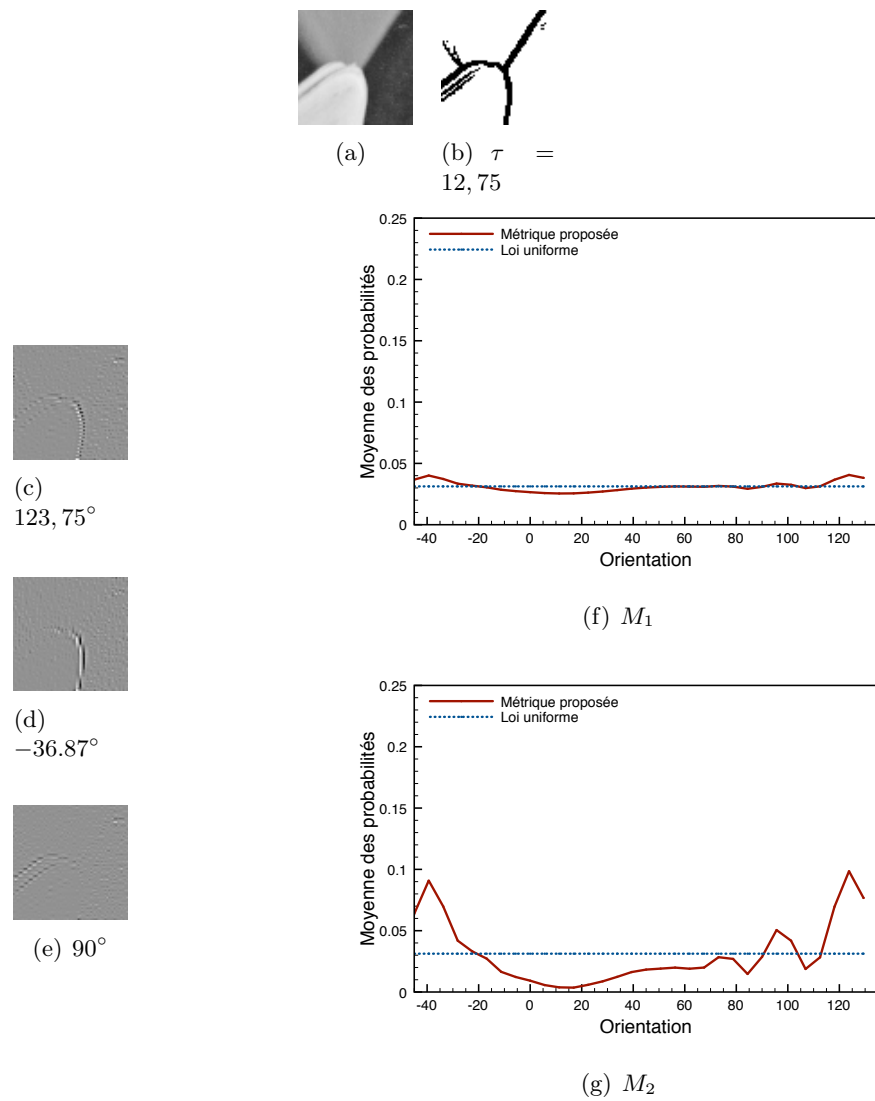 (a)
(b) τ =
12, 75
0.25
0.2
0.15
0.1
0.05
0
Moyenne des probabilités
Métrique proposée
Loi uniforme
-40 -20 0 20 40 60 80 100 120
Orientation
(f) M₁
(c)
123, 75°
(d)
−36.87°
(e) 90°
0.25
0.2
0.15
0.1
0.05
0
Moyenne des probabilités
Métrique proposée
Loi uniforme
-40 -20 0 20 40 60 80 100 120
Orientation
(g) M₂